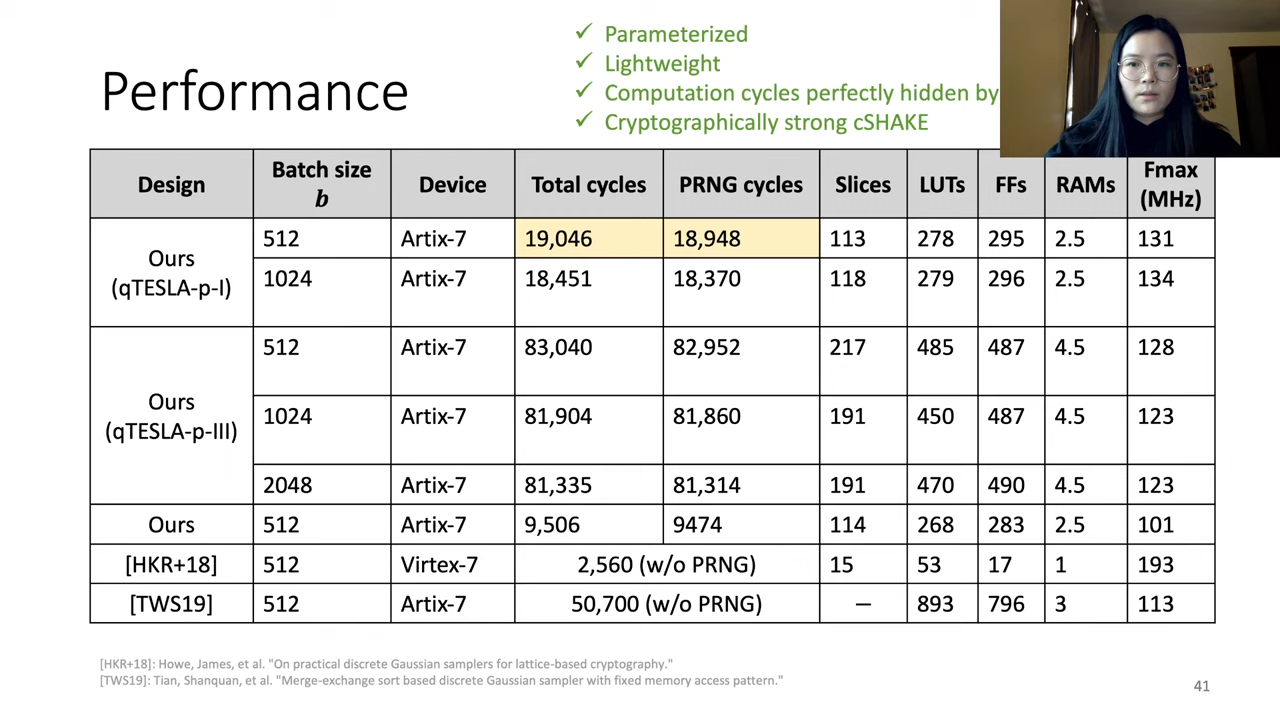 Performance
✓ Parameterized
✓ Lightweight
✓ Computation cycles perfectly hidden by
✓ Cryptographically strong cSHAKE
Design Batch size b Device Total cycles PRNG cycles Slices LUTs FFs RAMs Fmax (MHz)
Ours (qTESLA-p-I) 512 Artix-7 19,046 18,948 113 278 295 2.5 131
1024 Artix-7 18,451 18,370 118 279 296 2.5 134
Ours (qTESLA-p-III) 512 Artix-7 83,040 82,952 217 485 487 4.5 128
1024 Artix-7 81,904 81,860 191 450 487 4.5 123
2048 Artix-7 81,335 81,314 191 470 490 4.5 123
Ours 512 Artix-7 9,506 9474 114 268 283 2.5 101
[HKR+18] 512 Virtex-7 2,560 (w/o PRNG) 15 53 17 1 193
[TWS19] 512 Artix-7 50,700 (w/o PRNG) — 893 796 3 113
[HKR+18]: Howe, James, et al. "On practical discrete Gaussian samplers for lattice-based cryptography."
[TWS19]: Tian, Shanquan, et al. "Merge-exchange sort based discrete Gaussian sampler with fixed memory access pattern."
41